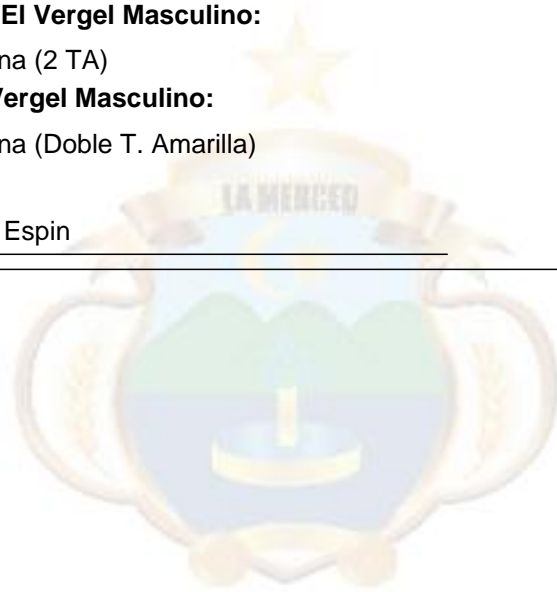 El Vergel Masculino:
na (2 TA)
Vergel Masculino:
na (Doble T. Amarilla)
LA MERCED
Espin